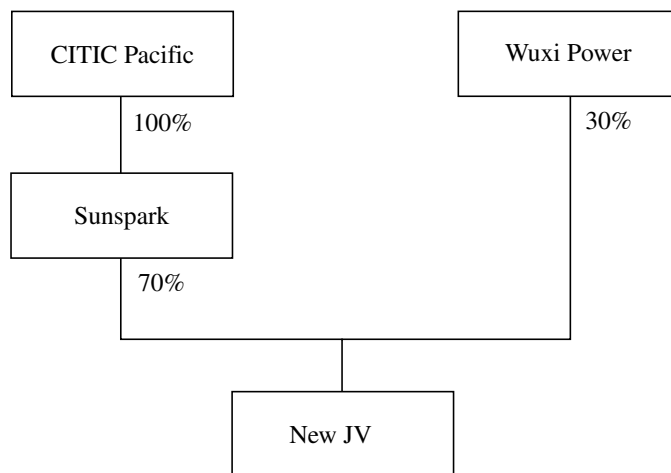 CITIC Pacific
Wuxi Power
100%
30%
Sunspark
70%
New JV